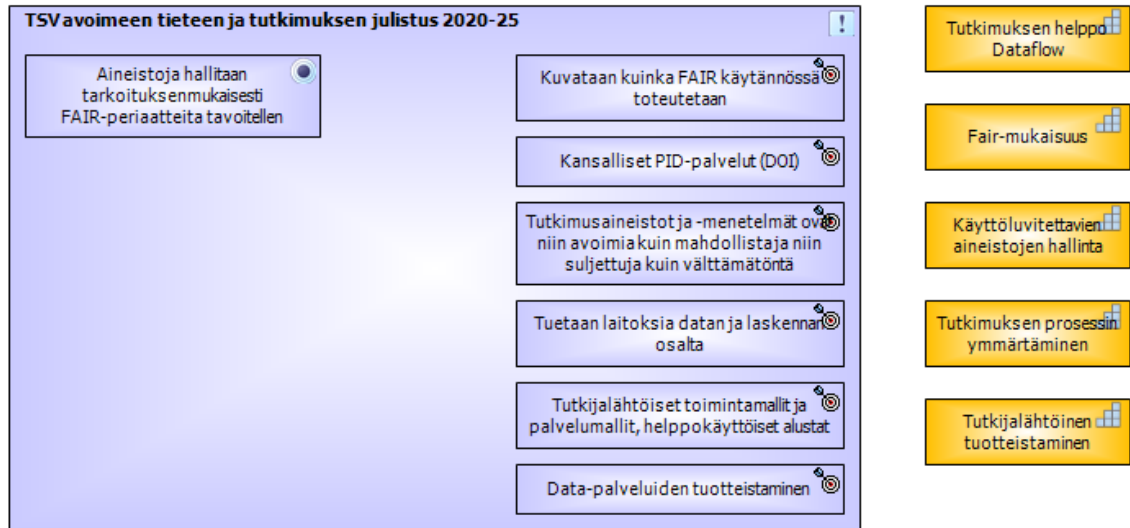 TSV avoimeen tieteen ja tutkimuksen julistus 2020-25
!
Aineistoja hallitaan
tarkoituksenmukaisesti
FAIR-periaatteita tavoitellen
Kuvataan kuinka FAIR käytännössä
toteutetaan
Kansalliset PID-palvelut (DOI)
Tutkimusaineistot ja -menetelmät ovat
niin avoimia kuin mahdollista ja niin
suljettuja kuin välttämätöntä
Tuetaan laitoksia datan ja laskennan
osalta
Tutkijalähtöiset toimintamallit ja
palvelumallit, helppokäyttöiset alustat
Data-palveluiden tuotteistaminen
Tutkimuksen helppo
Dataflow
Fair-mukaisuus
Käyttöluvitettavien
aineistojen hallinta
Tutkimuksen prosessin
ymmärtäminen
Tutkijalähtöinen
tuotteistaminen